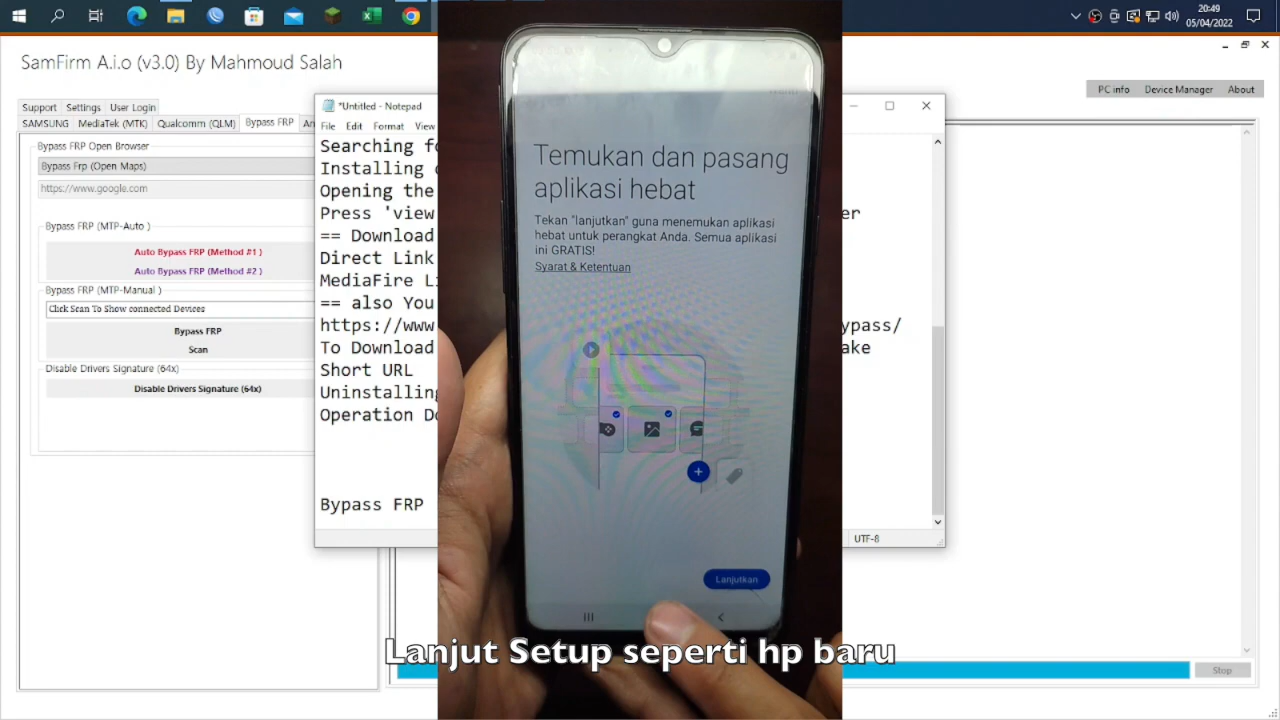 20:49
05/04/2022
SamFirm A.i.o (v3.0) By Mahmoud Salah
PC info Device Manager About
Support Settings User Login
SAMSUNG MediaTek (MTK) Qualcomm (QLM) Bypass FRP
Bypass FRP Open Browser
Bypass Frp (Open Maps)
https://www.google.com
Bypass FRP (MTP-Auto )
Auto Bypass FRP (Method #1 )
Auto Bypass FRP (Method #2 )
Bypass FRP (MTP-Manual )
Click Scan To Show connected Devices
Bypass FRP
Scan
Disable Drivers Signature (64x)
Disable Drivers Signature (64x)
*Untitled - Notepad
File Edit Format View
Searching
Installing
Opening the
Press 'view
== Download
Direct Link
MediaFire
== also You
https://www
ypass/
To Download
Short URL
Uninstalling
Operation
Bypass FRP
UTF-8
Temukan dan pasang
aplikasi hebat
Tekan "lanjutkan" guna menemukan aplikasi
hebat untuk perangkat Anda. Semua aplikasi
ini GRATIS!
Syarat & Ketentuan
Lanjutkan
Lanjut Setup seperti hp baru
Stop